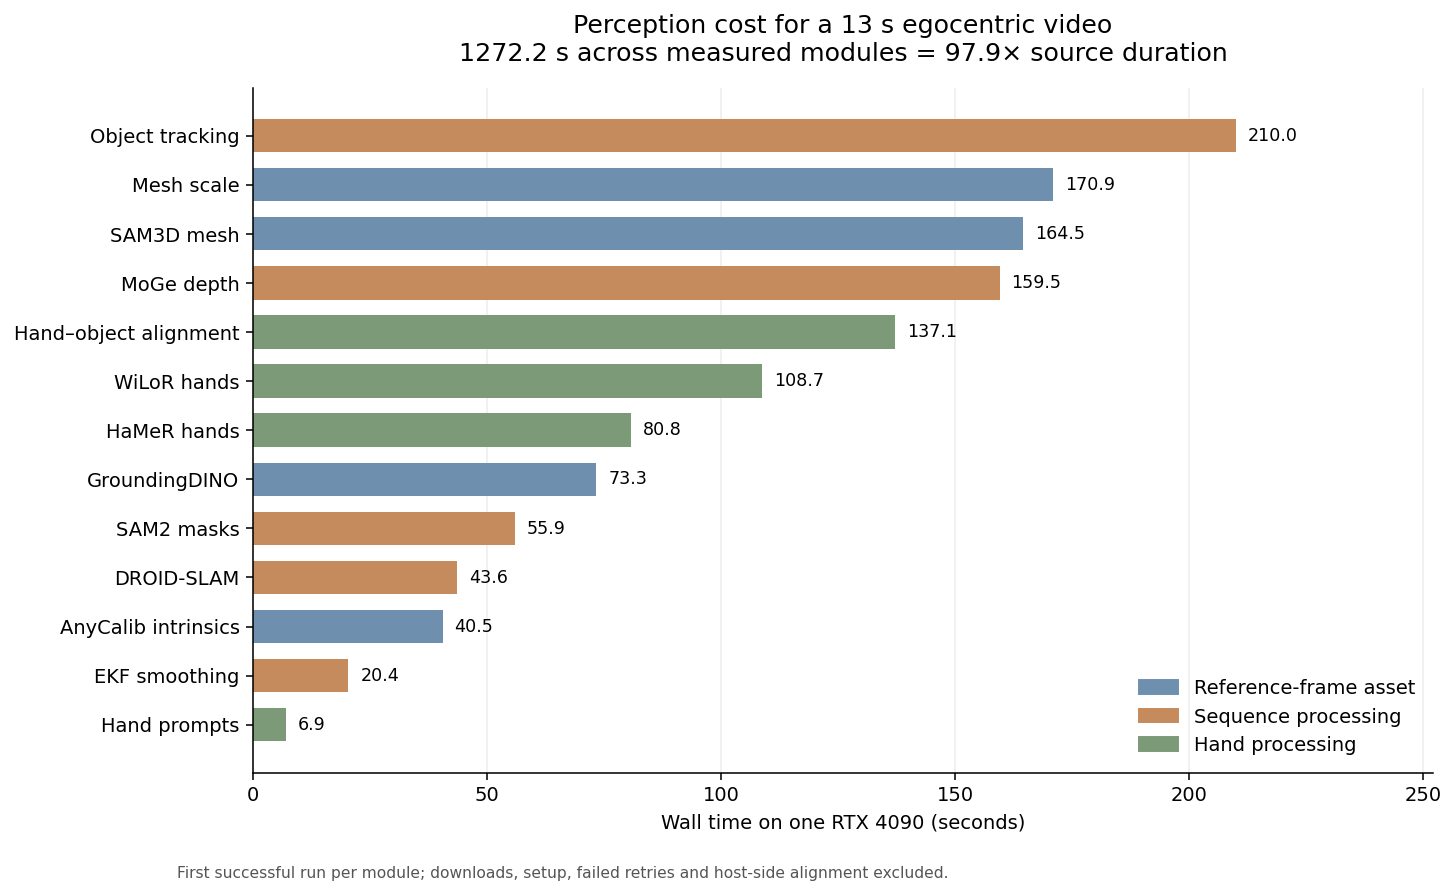 Perception cost for a 13 s egocentric video
1272.2 s across measured modules = 97.9× source duration
Object tracking 210.0
Mesh scale 170.9
SAM3D mesh 164.5
MoGe depth 159.5
Hand–object alignment 137.1
WiLoR hands 108.7
HaMeR hands 80.8
GroundingDINO 73.3
SAM2 masks 55.9
DROID-SLAM 43.6
AnyCalib intrinsics 40.5
EKF smoothing 20.4
Hand prompts 6.9
Reference-frame asset
Sequence processing
Hand processing
0 50 100 150 200 250
Wall time on one RTX 4090 (seconds)
First successful run per module; downloads, setup, failed retries and host-side alignment excluded.